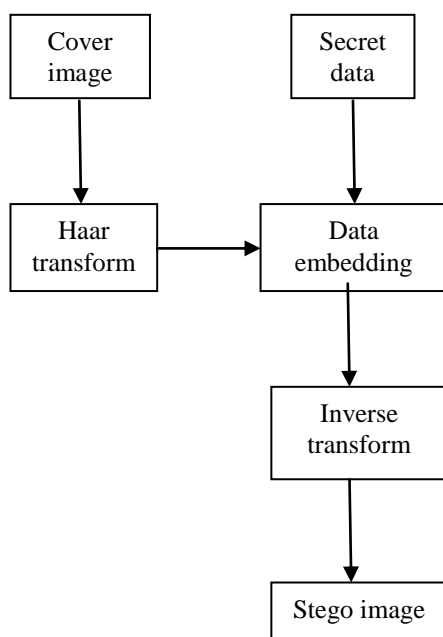 Cover
image
Secret
data
Haar
transform
Data
embedding
Inverse
transform
Stego image